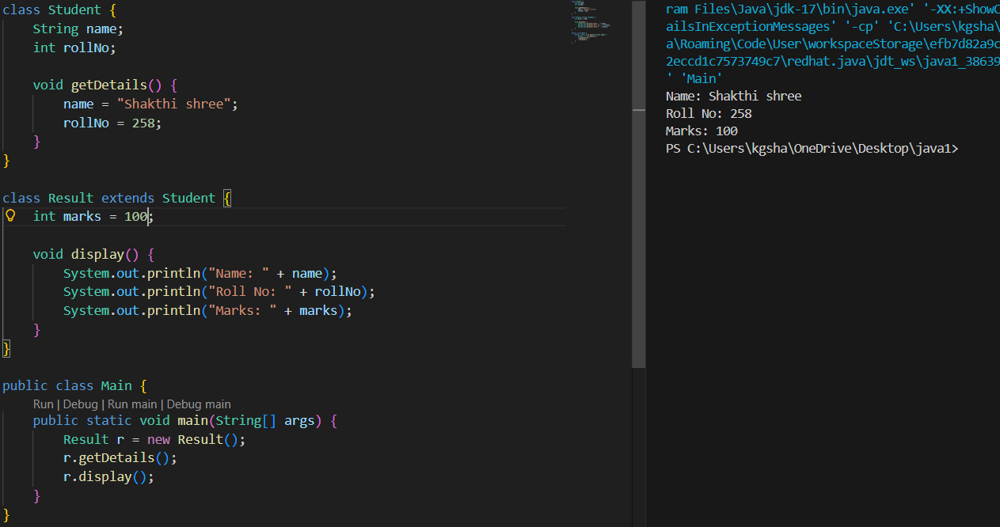 class Student {
    String name;
    int rollNo;

    void getDetails() {
        name = "Shakthi shree";
        rollNo = 258;
    }
}

class Result extends Student {
    int marks = 100;

    void display() {
        System.out.println("Name: " + name);
        System.out.println("Roll No: " + rollNo);
        System.out.println("Marks: " + marks);
    }
}

public class Main {
    Run | Debug | Run main | Debug main
    public static void main(String[] args) {
        Result r = new Result();
        r.getDetails();
        r.display();
    }
}
ram Files\Java\jdk-17\bin\java.exe' '-XX:+ShowC
ailsInExceptionMessages' '-cp' 'C:\Users\kgsha\
a\Roaming\Code\User\workspaceStorage\efb7d82a9c
2eccd1c7573749c7\redhat.java\jdt_ws\java1_38639
' 'Main'
Name: Shakthi shree
Roll No: 258
Marks: 100
PS C:\Users\kgsha\OneDrive\Desktop\java1>